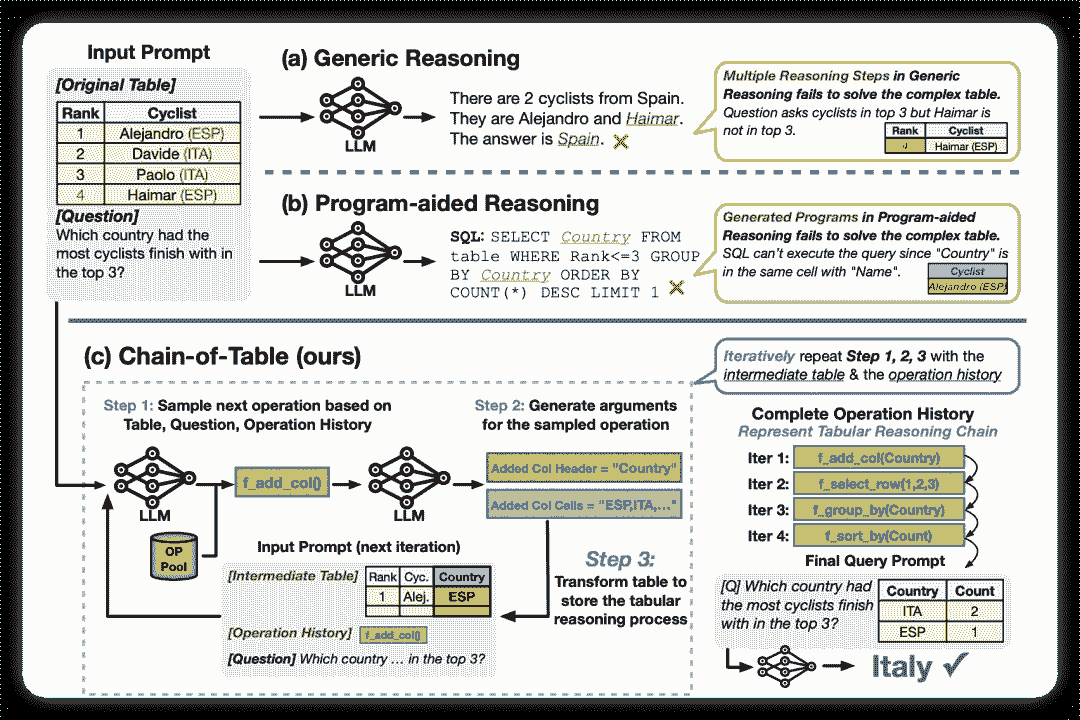 Input Prompt
[Original Table]
Rank Cyclist
1 Alejandro (ESP)
2 Davide (ITA)
3 Paolo (ITA)
4 Haimar (ESP)
[Question]
Which country had the
most cyclists finish with in
the top 3?
(a) Generic Reasoning
LLM
There are 2 cyclists from Spain.
They are Alejandro and Haimar.
The answer is Spain.
Multiple Reasoning Steps in Generic
Reasoning fails to solve the complex table.
Question asks cyclists in top 3 but Haimar is
not in top 3.
Rank Cyclist
4 Haimar (ESP)
(b) Program-aided Reasoning
LLM
SQL: SELECT Country FROM
table WHERE Rank<=3 GROUP
BY Country ORDER BY
COUNT(*) DESC LIMIT 1
Generated Programs in Program-aided
Reasoning fails to solve the complex table.
SQL can't execute the query since "Country" is
in the same cell with "Name".
Cyclist
Alejandro (ESP)
(c) Chain-of-Table (ours)
Step 1: Sample next operation based on
Table, Question, Operation History
LLM
OP
Pool
f_add_col()
LLM
Step 2: Generate arguments
for the sampled operation
Added Col Header = "Country"
Added Col Cells = "ESP,ITA,..."
Step 3:
Transform table to
store the tabular
reasoning process
Input Prompt (next iteration)
[Intermediate Table]
Rank Cyc. Country
1 Alej. ESP
[Operation History] f_add_col()
[Question] Which country ... in the top 3?
Iteratively repeat Step 1, 2, 3 with the
intermediate table & the operation history
Complete Operation History
Represent Tabular Reasoning Chain
Iter 1: f_add_col(Country)
Iter 2: f_select_row(1,2,3)
Iter 3: f_group_by(Country)
Iter 4: f_sort_by(Count)
Final Query Prompt
[Q] Which country had
the most cyclists finish
with in the top 3?
Country Count
ITA 2
ESP 1
Italy ✓